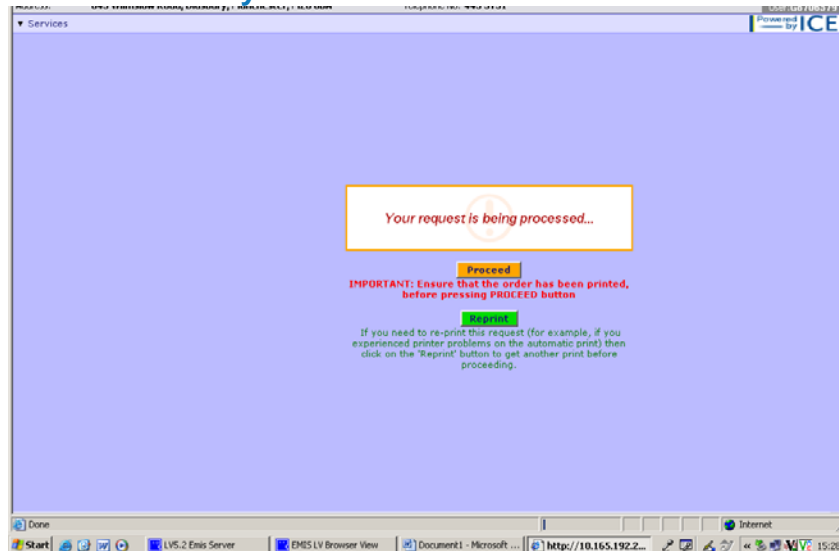 Services
Powered by ICE
Your request is being processed...
Proceed
IMPORTANT: Ensure that the order has been printed,
before pressing PROCEED button
Reprint
If you need to re-print this request (for example, if you
experienced printer problems on the automatic print) then
click on the 'Reprint' button to get another print before
proceeding.
Done
Internet
Start
LV5.2 Emis Server
EMIS LV Browser View
Document1 - Microsoft ...
http://10.165.192.2...